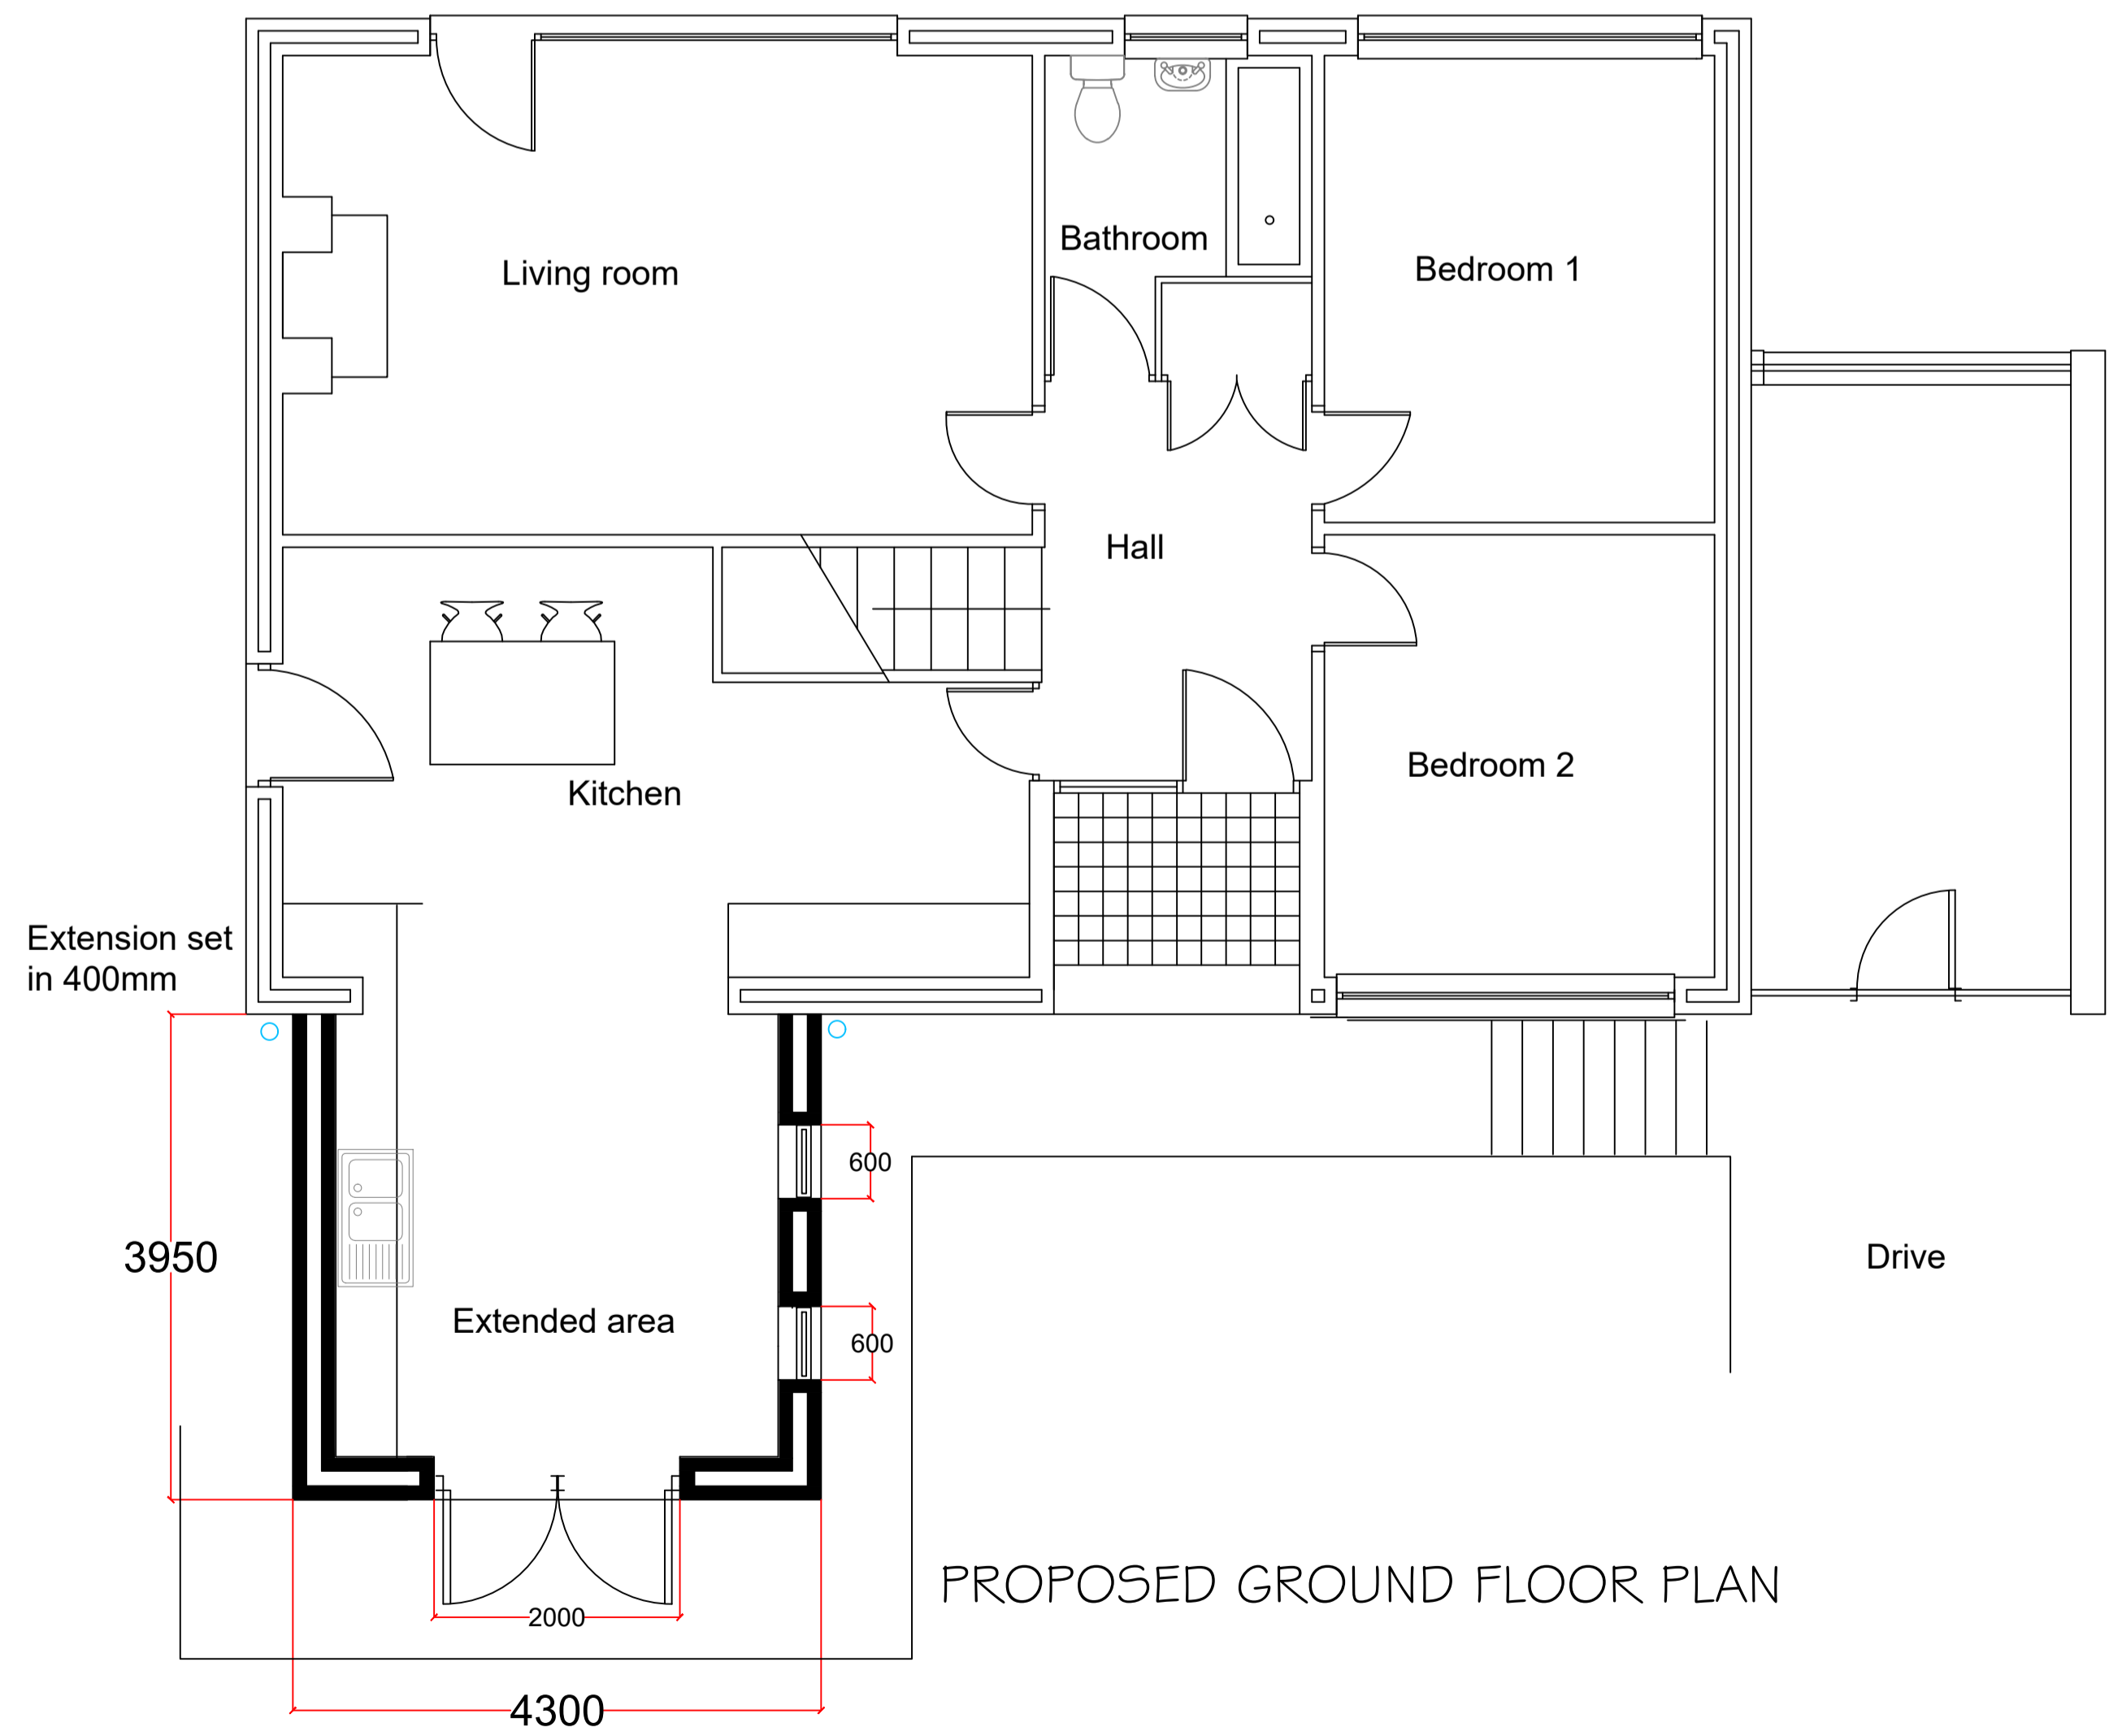 Living room
Bathroom
Bedroom 1
Hall
Kitchen
Bedroom 2
Extension set
in 400mm
600
3950
Drive
Extended area
600
PROPOSED GROUND FLOOR PLAN
2000
4300